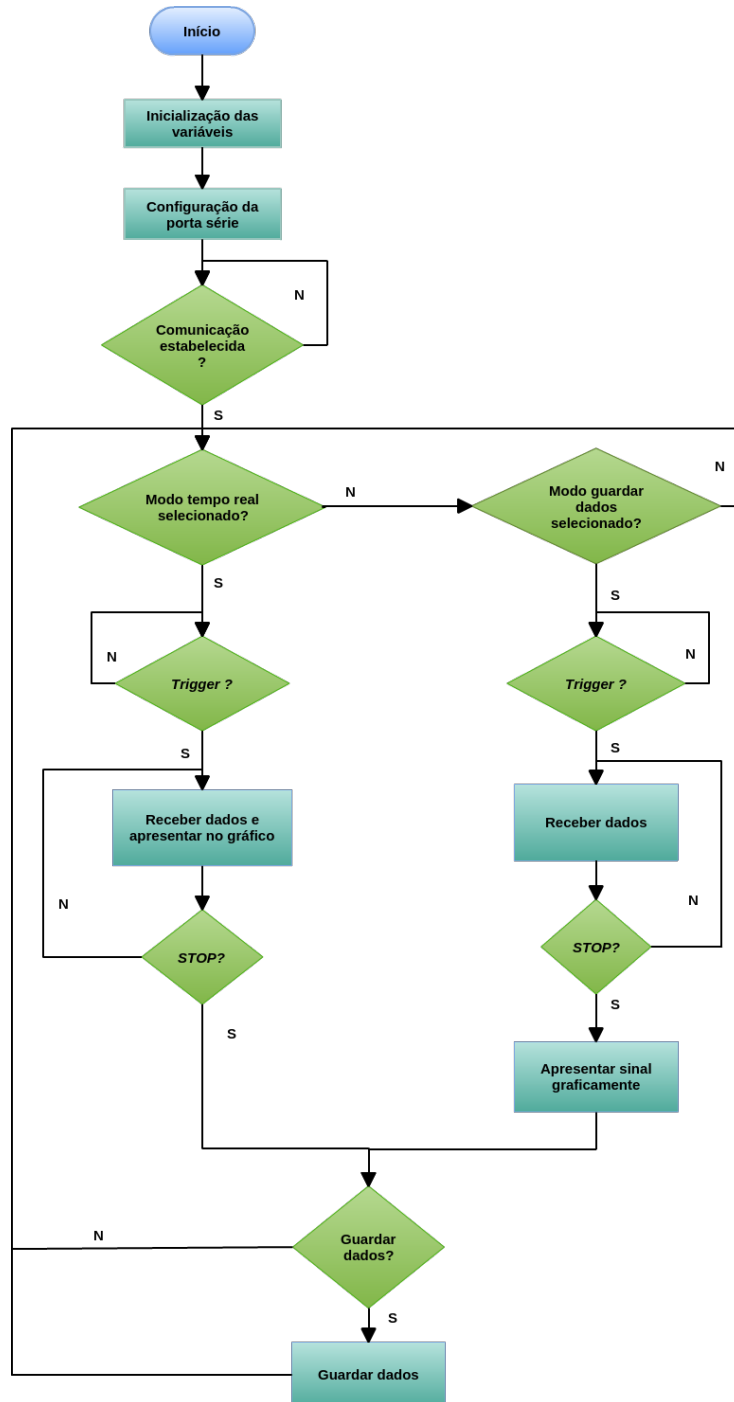 Início
Inicialização das
variáveis
Configuração da
porta série
N
Comunicação
estabelecida
?
S
Modo tempo real
selecionado?
N
Modo guardar
dados
selecionado?
N
S
S
N
Trigger ?
N
Trigger ?
S
S
Receber dados e
apresentar no gráfico
Receber dados
N
N
STOP?
STOP?
S
S
Apresentar sinal
graficamente
Guardar
dados?
N
S
Guardar dados